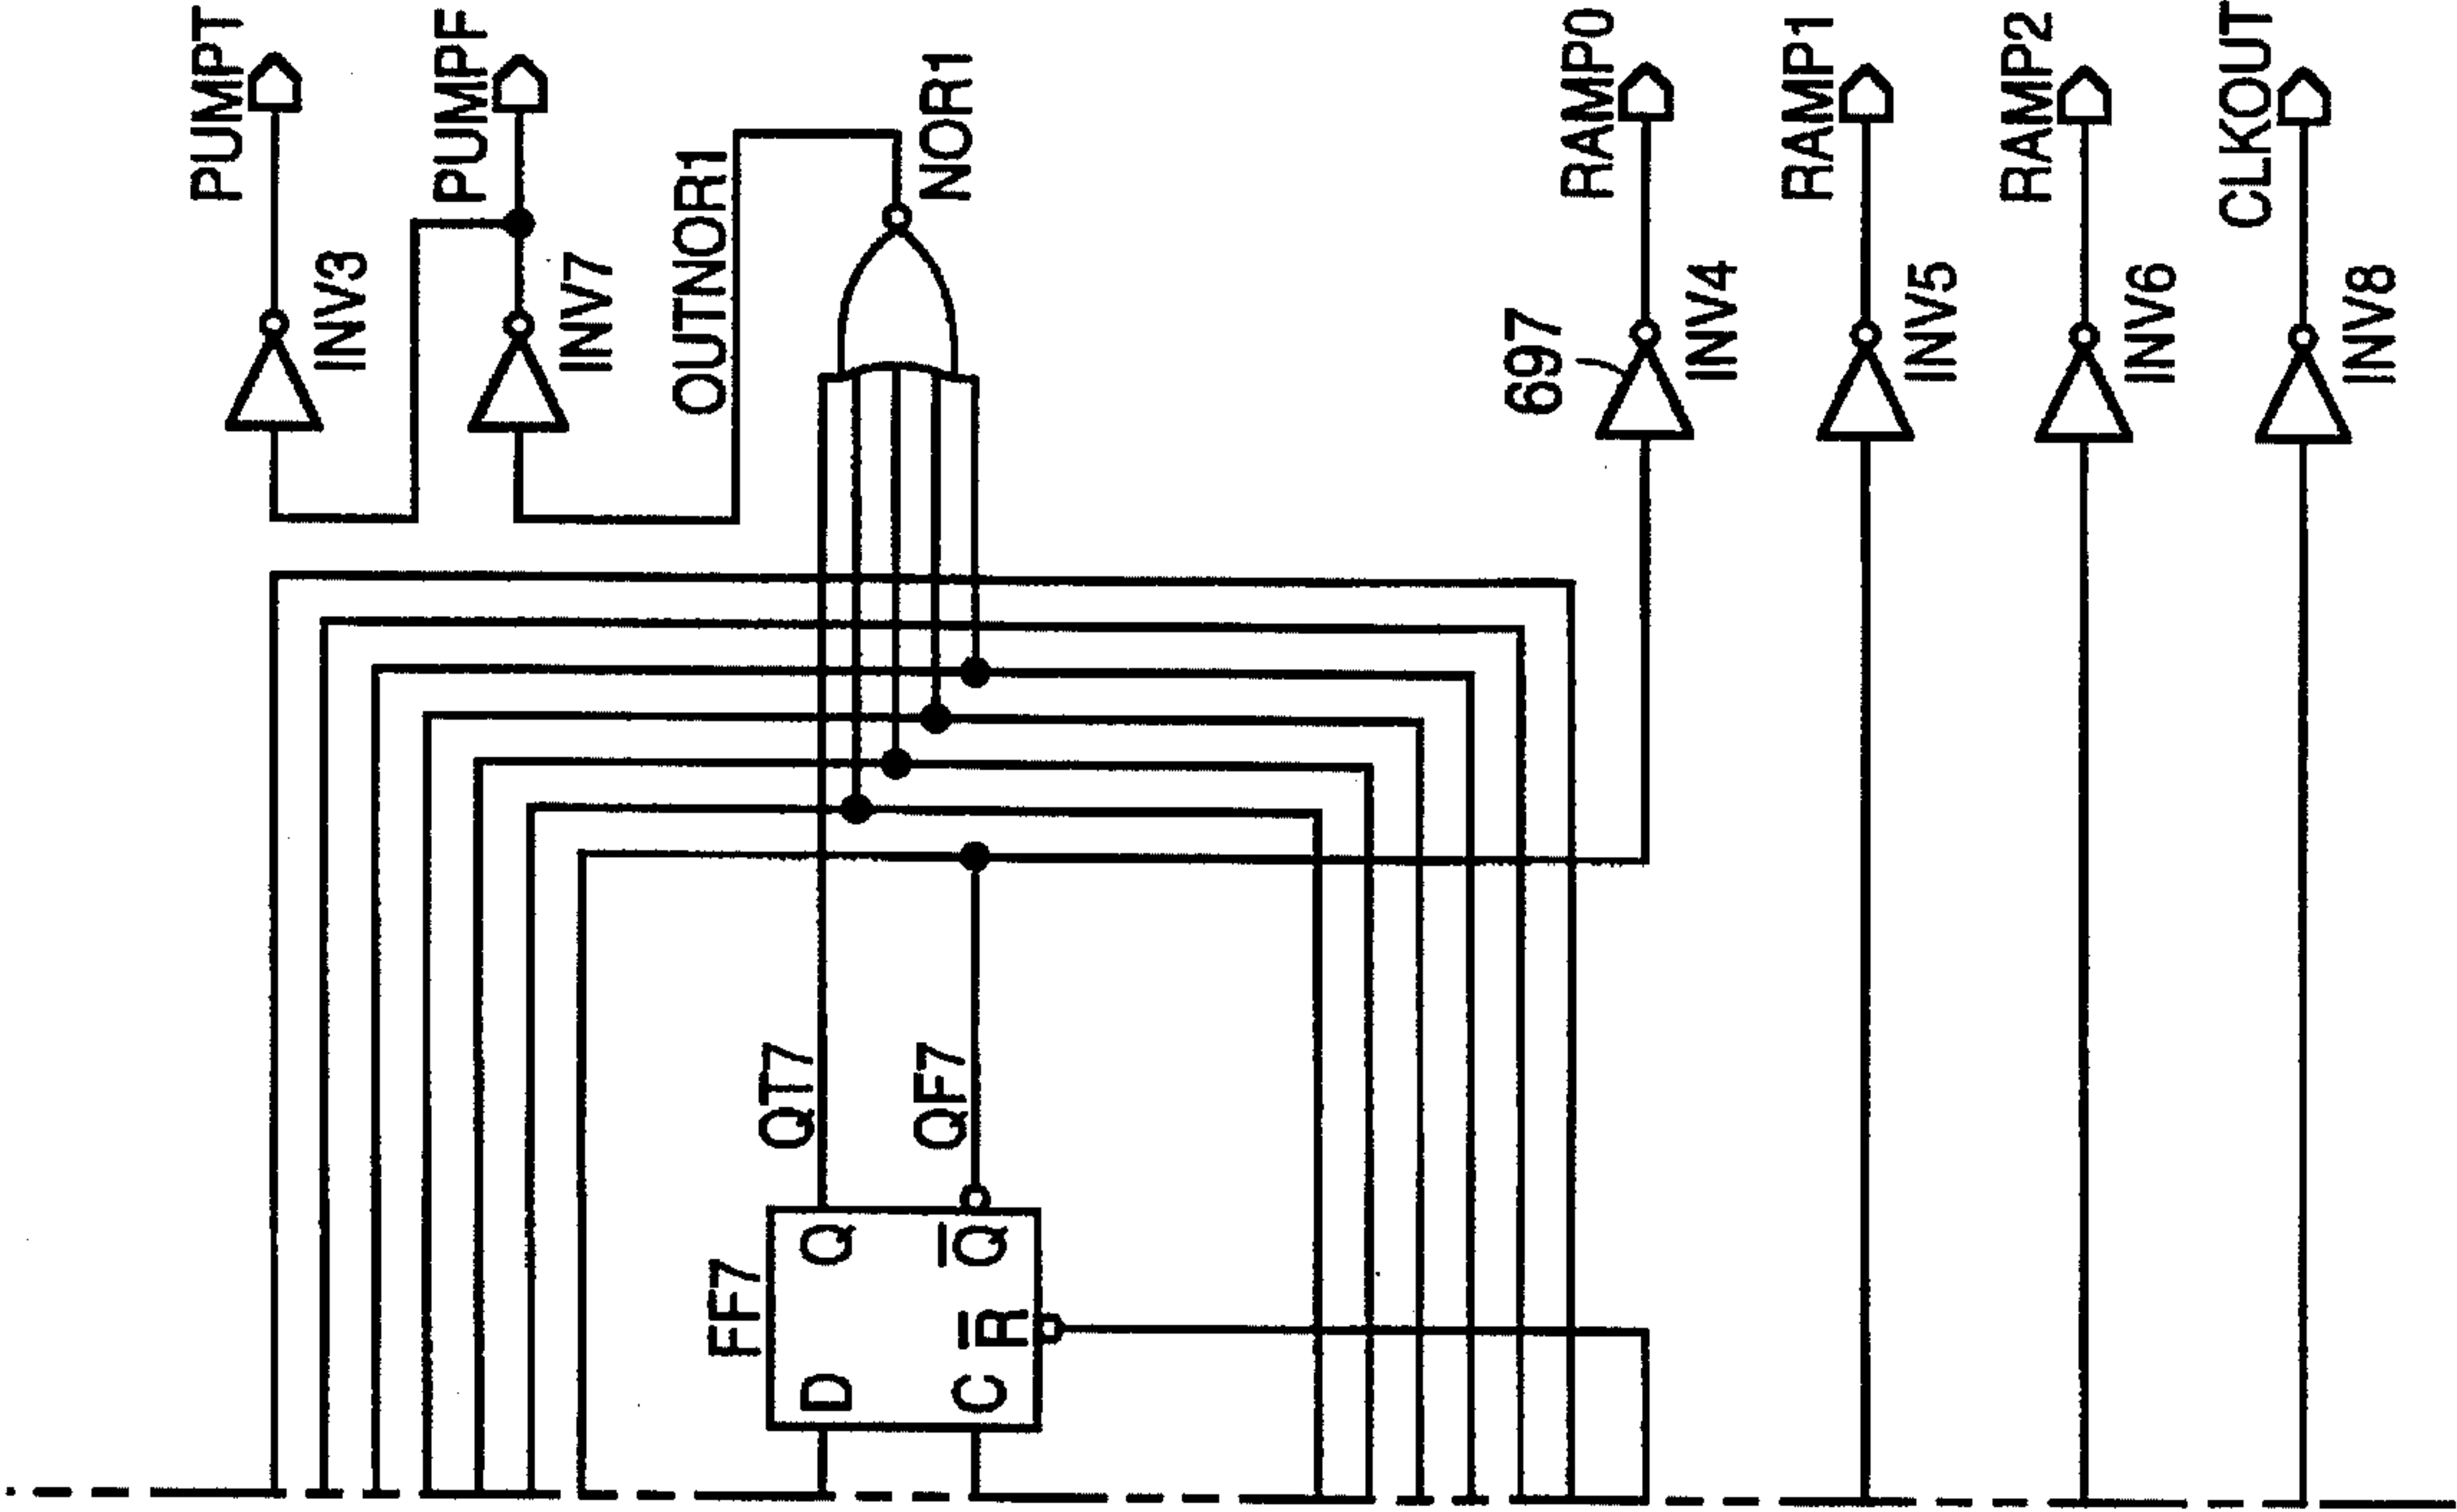 PUMPT
INV3
PUMPF
INV7
OUTNOR1
NOR1
FF7
D
Q
QT7
C
R
Q
QF7
RAMP0
697
INV4
RAMP1
INV5
RAMP2
INV6
CLKOUT
INV8